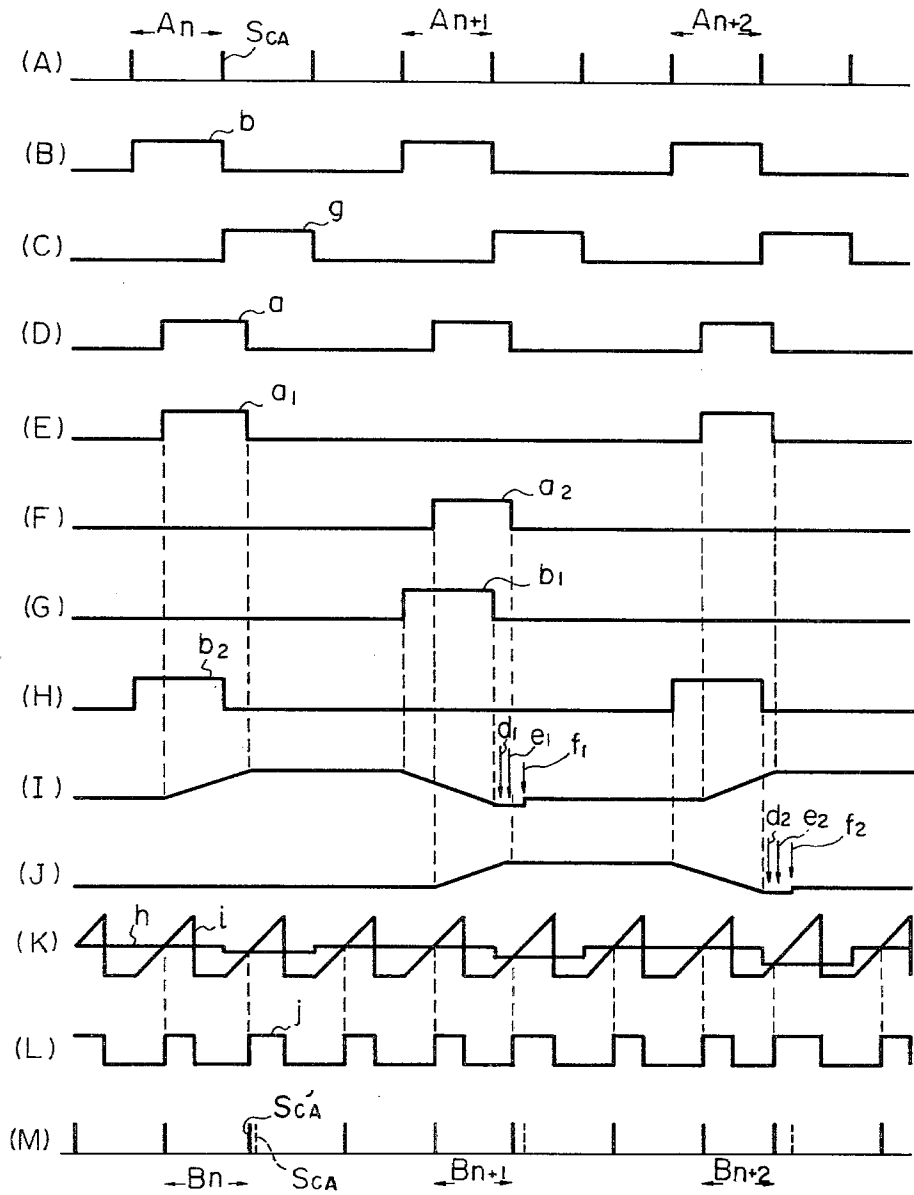 An An+1 An+2
SCA
(A)
b
(B)
g
(C)
a
(D)
a1
(E)
a2
(F)
b1
(G)
b2
(H)
d1 e1 f1
(I)
d2 e2 f2
(J)
h i
(K)
j
(L)
SCA'
(M)
SCA
Bn Bn+1 Bn+2